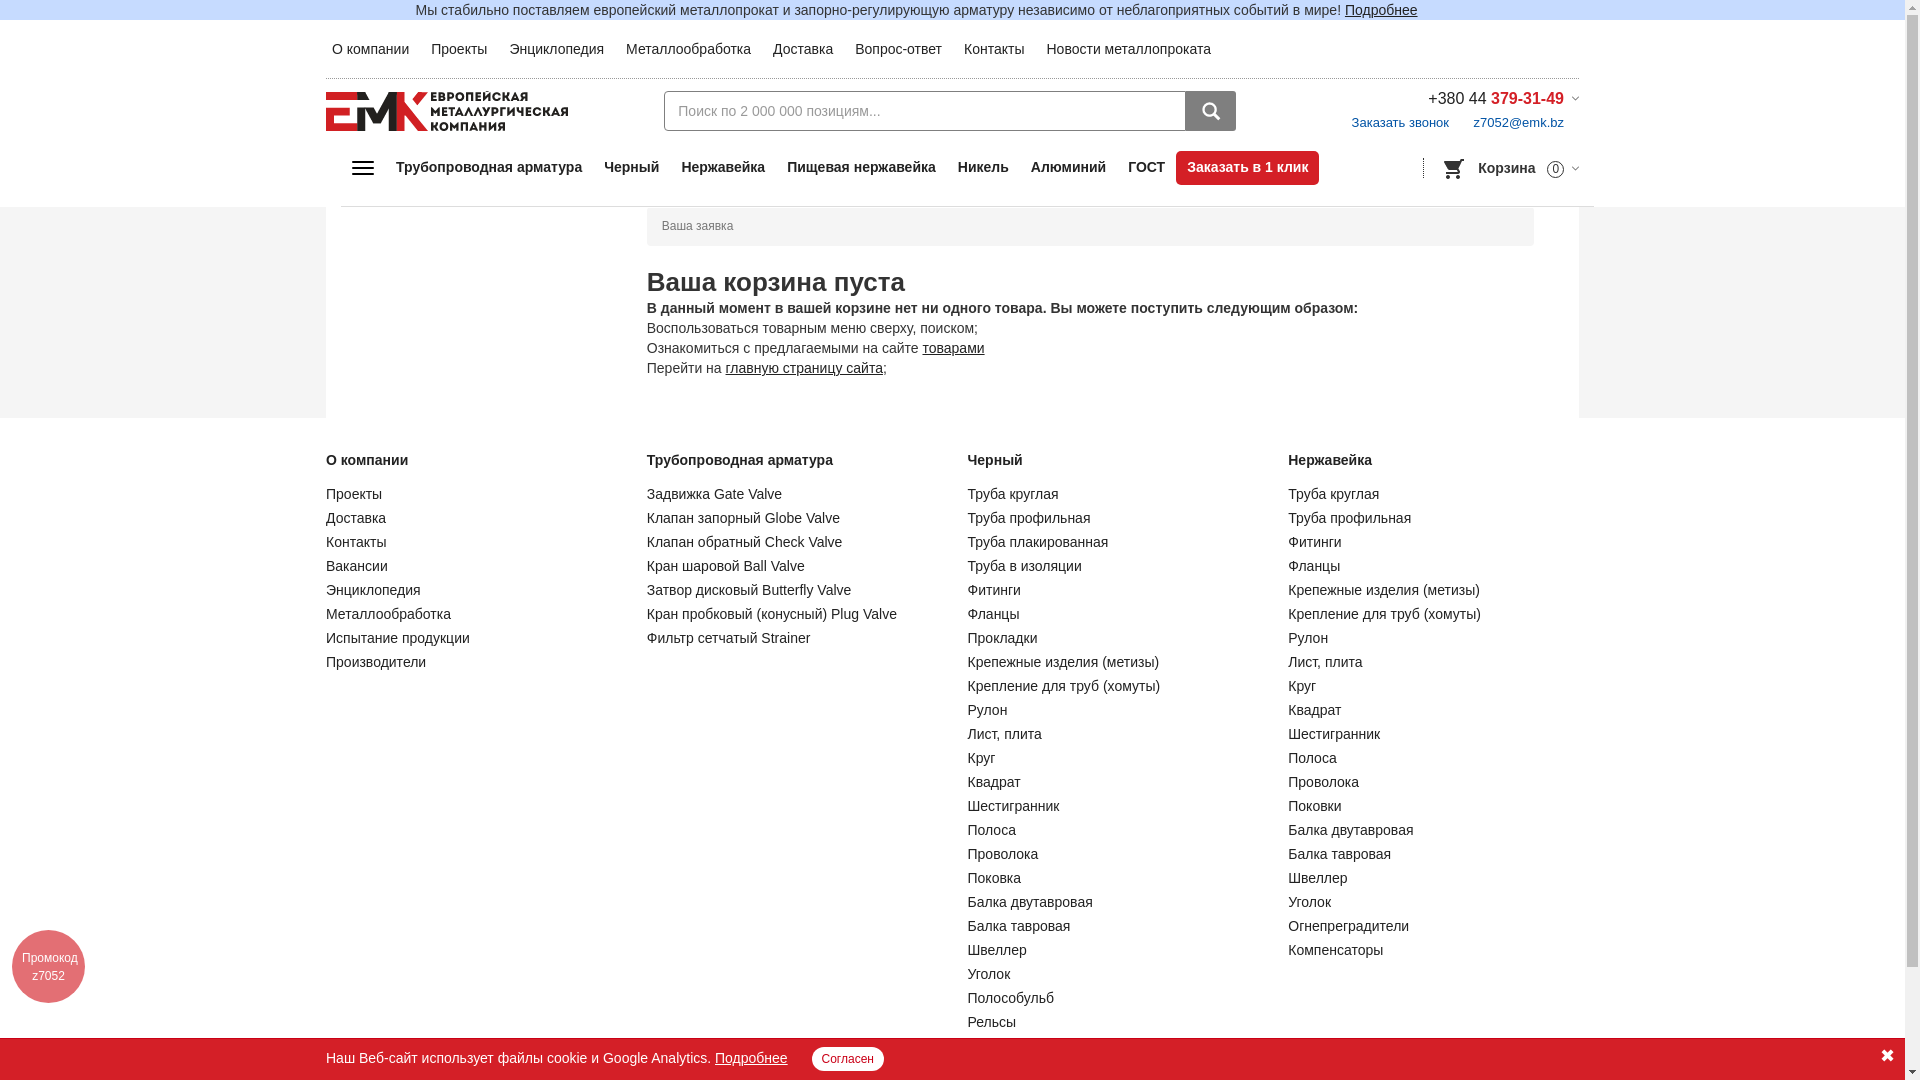 Мы стабильно поставляем европейский металлопрокат и запорно-регулирующую арматуру независимо от неблагоприятных событий в мире! Подробнее
О компании Проекты Энциклопедия Металлообработка Доставка Вопрос-ответ Контакты Новости металлопроката
EMK ЕВРОПЕЙСКАЯ
МЕТАЛЛУРГИЧЕСКАЯ
КОМПАНИЯ
Поиск по 2 000 000 позициям...
+380 44 379-31-49
Заказать звонок z7052@emk.bz
Трубопроводная арматура Черный Нержавейка Пищевая нержавейка Никель Алюминий ГОСТ Заказать в 1 клик Корзина 0
Ваша заявка
Ваша корзина пуста
В данный момент в вашей корзине нет ни одного товара. Вы можете поступить следующим образом:
Воспользоваться товарным меню сверху, поиском;
Ознакомиться с предлагаемыми на сайте товарами
Перейти на главную страницу сайта;
О компании
Проекты
Доставка
Контакты
Вакансии
Энциклопедия
Металлообработка
Испытание продукции
Производители
Трубопроводная арматура
Задвижка Gate Valve
Клапан запорный Globe Valve
Клапан обратный Check Valve
Кран шаровой Ball Valve
Затвор дисковый Butterfly Valve
Кран пробковый (конусный) Plug Valve
Фильтр сетчатый Strainer
Черный
Труба круглая
Труба профильная
Труба плакированная
Труба в изоляции
Фитинги
Фланцы
Прокладки
Крепежные изделия (метизы)
Крепление для труб (хомуты)
Рулон
Лист, плита
Круг
Квадрат
Шестигранник
Полоса
Проволока
Поковка
Балка двутавровая
Балка тавровая
Швеллер
Уголок
Полособульб
Рельсы
Нержавейка
Труба круглая
Труба профильная
Фитинги
Фланцы
Крепежные изделия (метизы)
Крепление для труб (хомуты)
Рулон
Лист, плита
Круг
Квадрат
Шестигранник
Полоса
Проволока
Поковки
Балка двутавровая
Балка тавровая
Швеллер
Уголок
Огнепреградители
Компенсаторы
Промокод
z7052
Наш Веб-сайт использует файлы cookie и Google Analytics. Подробнее Согласен ✖